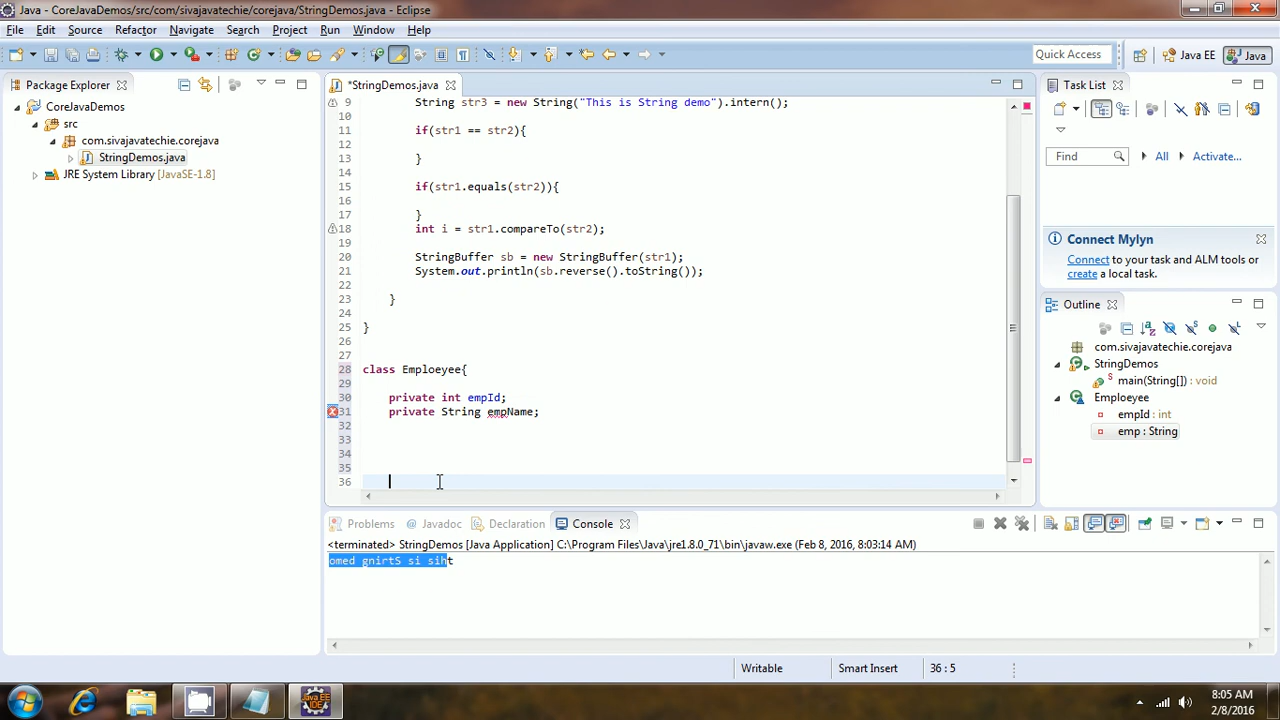 Java - CoreJavaDemos/src/com/sivajavatechie/corejava/StringDemos.java - Eclipse
File Edit Source Refactor Navigate Search Project Run Window Help
Quick Access Java EE Java
Package Explorer
CoreJavaDemos
src
com.sivajavatechie.corejava
StringDemos.java
JRE System Library [JavaSE-1.8]
*StringDemos.java
9 String str3 = new String("This is String demo").intern();
10
11 if(str1 == str2){
12
13 }
14
15 if(str1.equals(str2)){
16
17 }
18 int i = str1.compareTo(str2);
19
20 StringBuffer sb = new StringBuffer(str1);
21 System.out.println(sb.reverse().toString());
22
23 }
24
25 }
26
27
28 class Emploeyee{
29
30 private int empId;
31 private String empName;
32
33
34
35
36
Task List
Find All Activate...
Connect Mylyn
Connect to your task and ALM tools or
create a local task.
Outline
com.sivajavatechie.corejava
StringDemos
main(String[]) : void
Emploeyee
empId : int
emp : String
Problems @ Javadoc Declaration Console
<terminated> StringDemos [Java Application] C:\Program Files\Java\jre1.8.0_71\bin\javaw.exe (Feb 8, 2016, 8:03:14 AM)
omed gnirtS si siht
Writable Smart Insert 36 : 5
Java EE
IDE
8:05 AM
2/8/2016